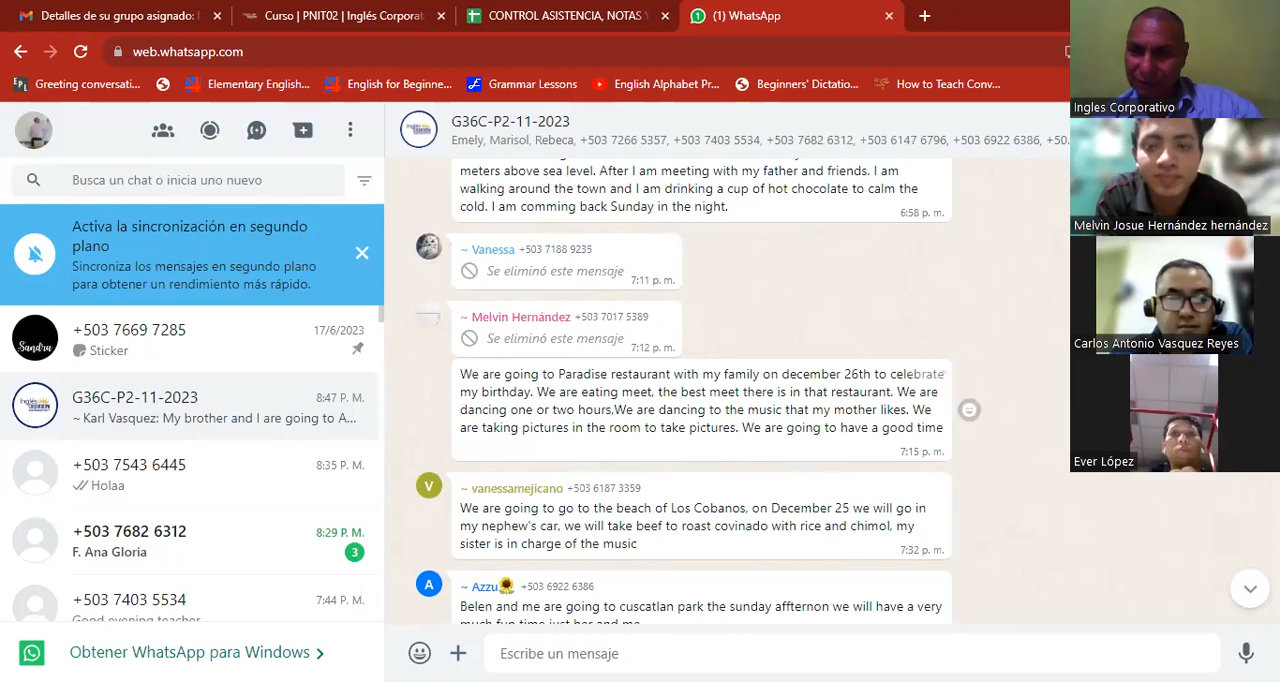 Detalles de su grupo asignado: 1
Curso | PNIT02 | Inglés Corporat
CONTROL ASISTENCIA, NOTAS Y
(1) WhatsApp
web.whatsapp.com
Greeting conversati...
Elementary English...
English for Beginne...
Grammar Lessons
English Alphabet Pr...
Beginners' Dictatio...
How to Teach Conv...
Busca un chat o inicia uno nuevo
Activa la sincronización en segundo
plano
Sincroniza los mensajes en segundo plano
para obtener un rendimiento más rápido.
+503 7669 7285
17/6/2023
Sticker
G36C-P2-11-2023
8:47 P. M.
~ Karl Vasquez: My brother and I are going to A...
+503 7543 6445
8:35 P. M.
Holaa
+503 7682 6312
8:29 P. M.
F. Ana Gloria
3
+503 7403 5534
7:44 P. M.
Good evening teacher
Obtener WhatsApp para Windows
G36C-P2-11-2023
Emely, Marisol, Rebeca, +503 7266 5357, +503 7403 5534, +503 7682 6312, +503 6147 6796, +503 6922 6386, +50...
meters above sea level. After I am meeting with my father and friends. I am
walking around the town and I am drinking a cup of hot chocolate to calm the
cold. I am comming back Sunday in the night.
6:58 p. m.
~ Vanessa +503 7188 9235
Se eliminó este mensaje
7:11 p. m.
~ Melvin Hernández +503 7017 5389
Se eliminó este mensaje
7:12 p. m.
We are going to Paradise restaurant with my family on december 26th to celebrate
my birthday. We are eating meet, the best meet there is in that restaurant. We are
dancing one or two hours,We are dancing to the music that my mother likes. We
are taking pictures in the room to take pictures. We are going to have a good time
7:15 p. m.
V
~ vanessamejicano +503 6187 3359
We are going to go to the beach of Los Cobanos, on December 25 we will go in
my nephew's car, we will take beef to roast covinado with rice and chimol, my
sister is in charge of the music
7:32 p. m.
A
~ Azzu🌻 +503 6922 6386
Belen and me are going to cuscatlan park the sunday affternon we will have a very
much fun time just her and me
Escribe un mensaje
Ingles Corporativo
Melvin Josue Hernández hernández
Carlos Antonio Vasquez Reyes
Ever López